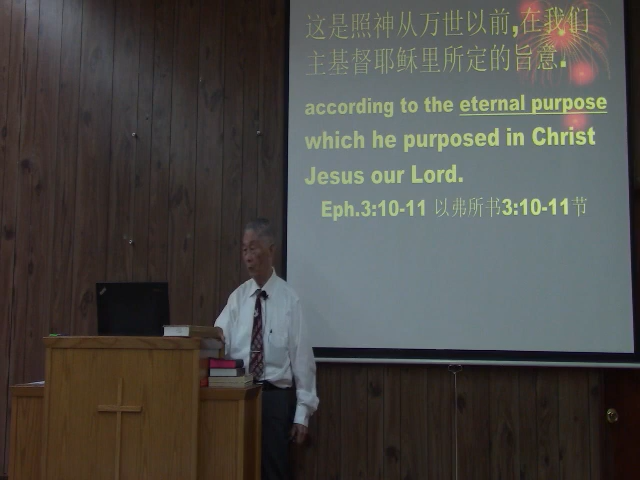 这是照神从万世以前,在我们
主基督耶稣里所定的旨意.
according to the eternal purpose
which he purposed in Christ
Jesus our Lord.
Eph.3:10-11 以弗所书3:10-11节